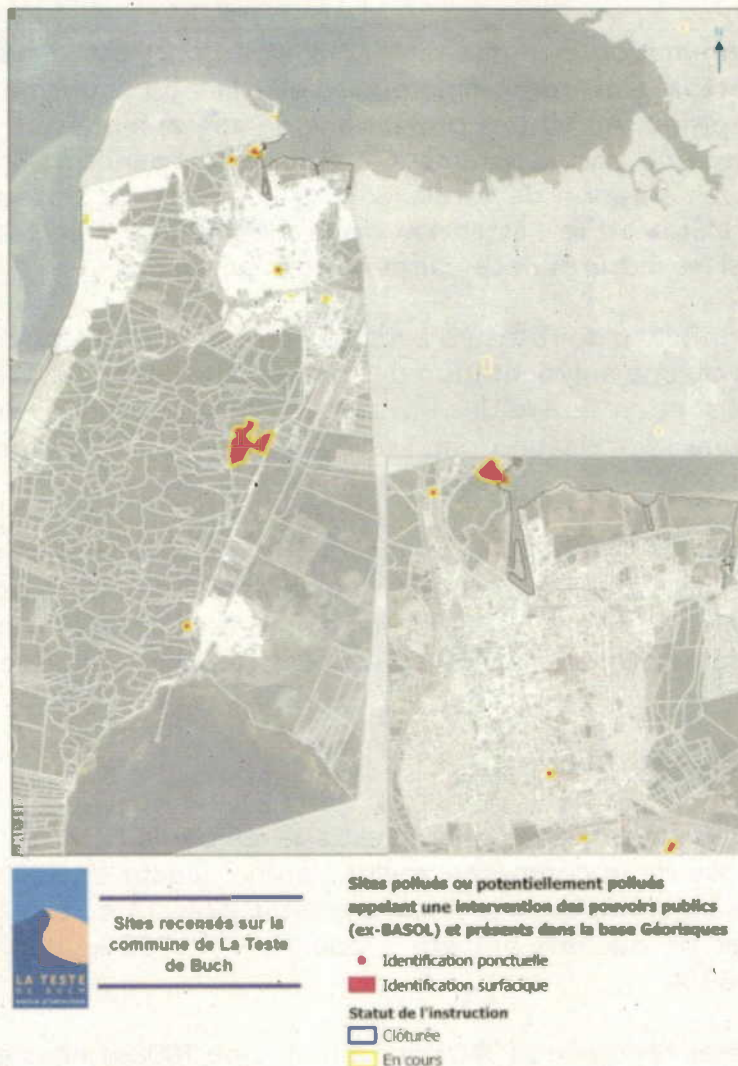 N
Sites recensés sur la
commune de La Teste
de Buch
LA TESTE
DE BUCH
Sites pollués ou potentiellement pollués
appelant une intervention des pouvoirs publics
(ex-BASOL) et présents dans la base Géorisques
Identification ponctuelle
Identification surfacique
Statut de l'instruction
Clôturée
En cours